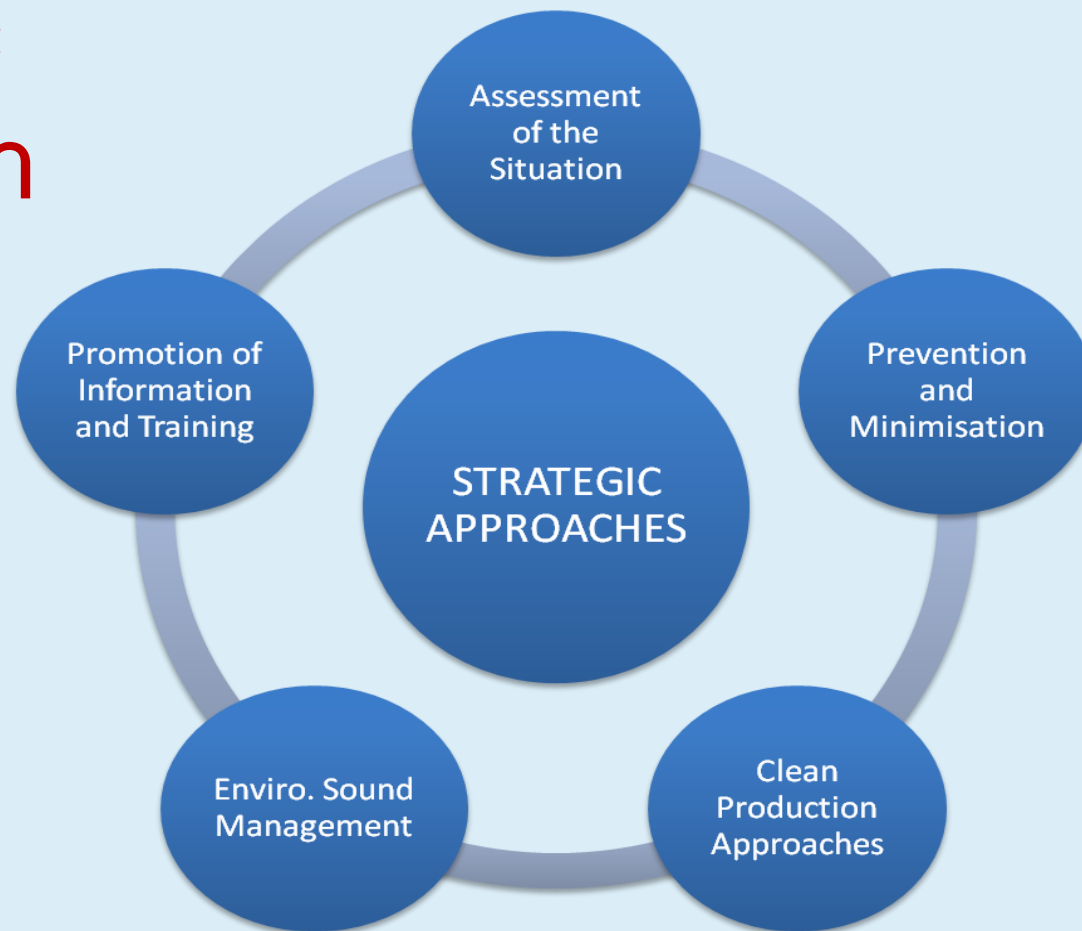 n
Assessment
of the
Situation
Prevention
and
Minimisation
Clean
Production
Approaches
Enviro. Sound
Management
Promotion of
Information
and Training
STRATEGIC
APPROACHES